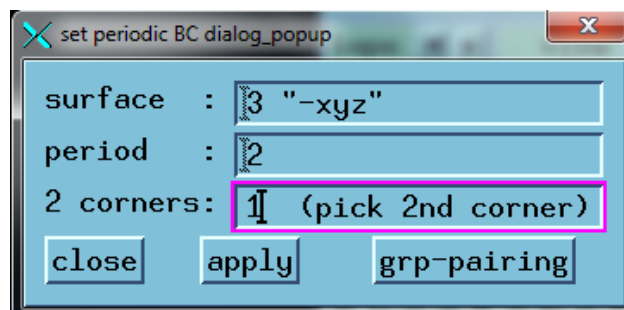 set periodic BC dialog_popup
surface : 3 "-xyz"
period : 2
2 corners: 1 (pick 2nd corner)
close apply grp-pairing